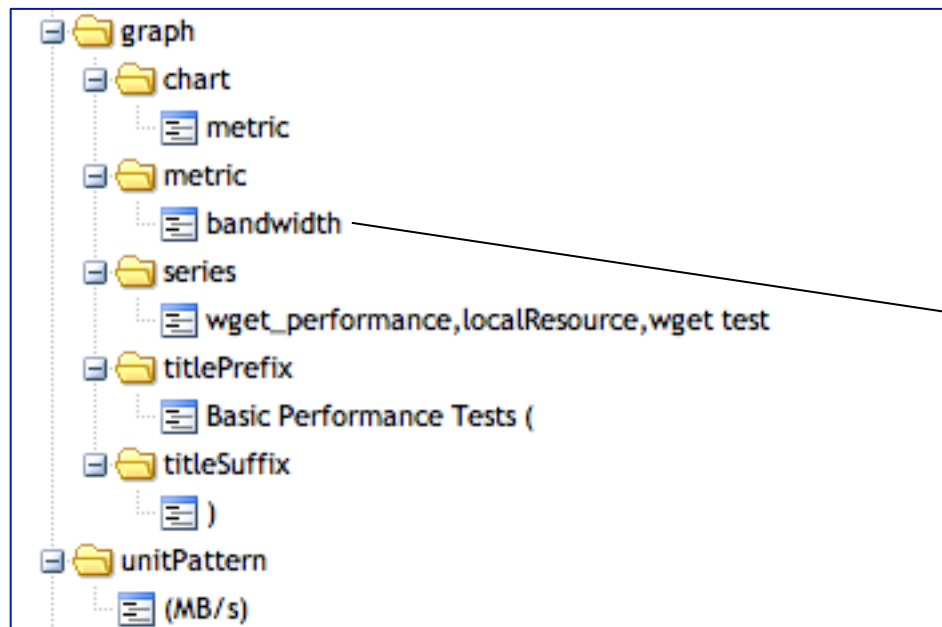 graph
chart
metric
metric
bandwidth
series
wget_performance,localResource,wget test
titlePrefix
Basic Performance Tests (
titleSuffix
)
unitPattern
(MB/s)